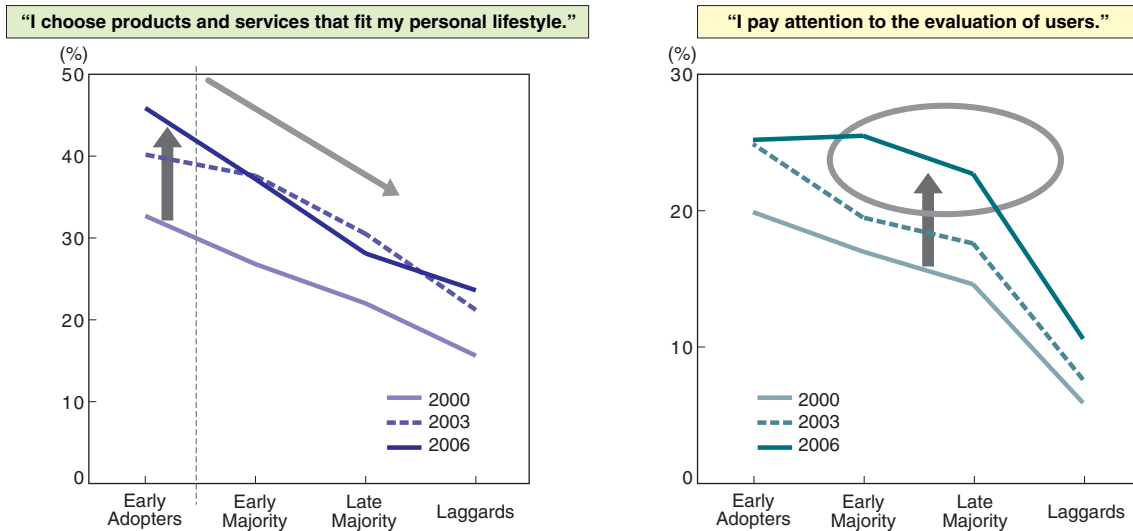 “I choose products and services that fit my personal lifestyle.”
(%)
50
40
30
20
10
0
2000
2003
2006
Early
Adopters
Early
Majority
Late
Majority
Laggards
“I pay attention to the evaluation of users.”
(%)
30
20
10
0
2000
2003
2006
Early
Adopters
Early
Majority
Late
Majority
Laggards